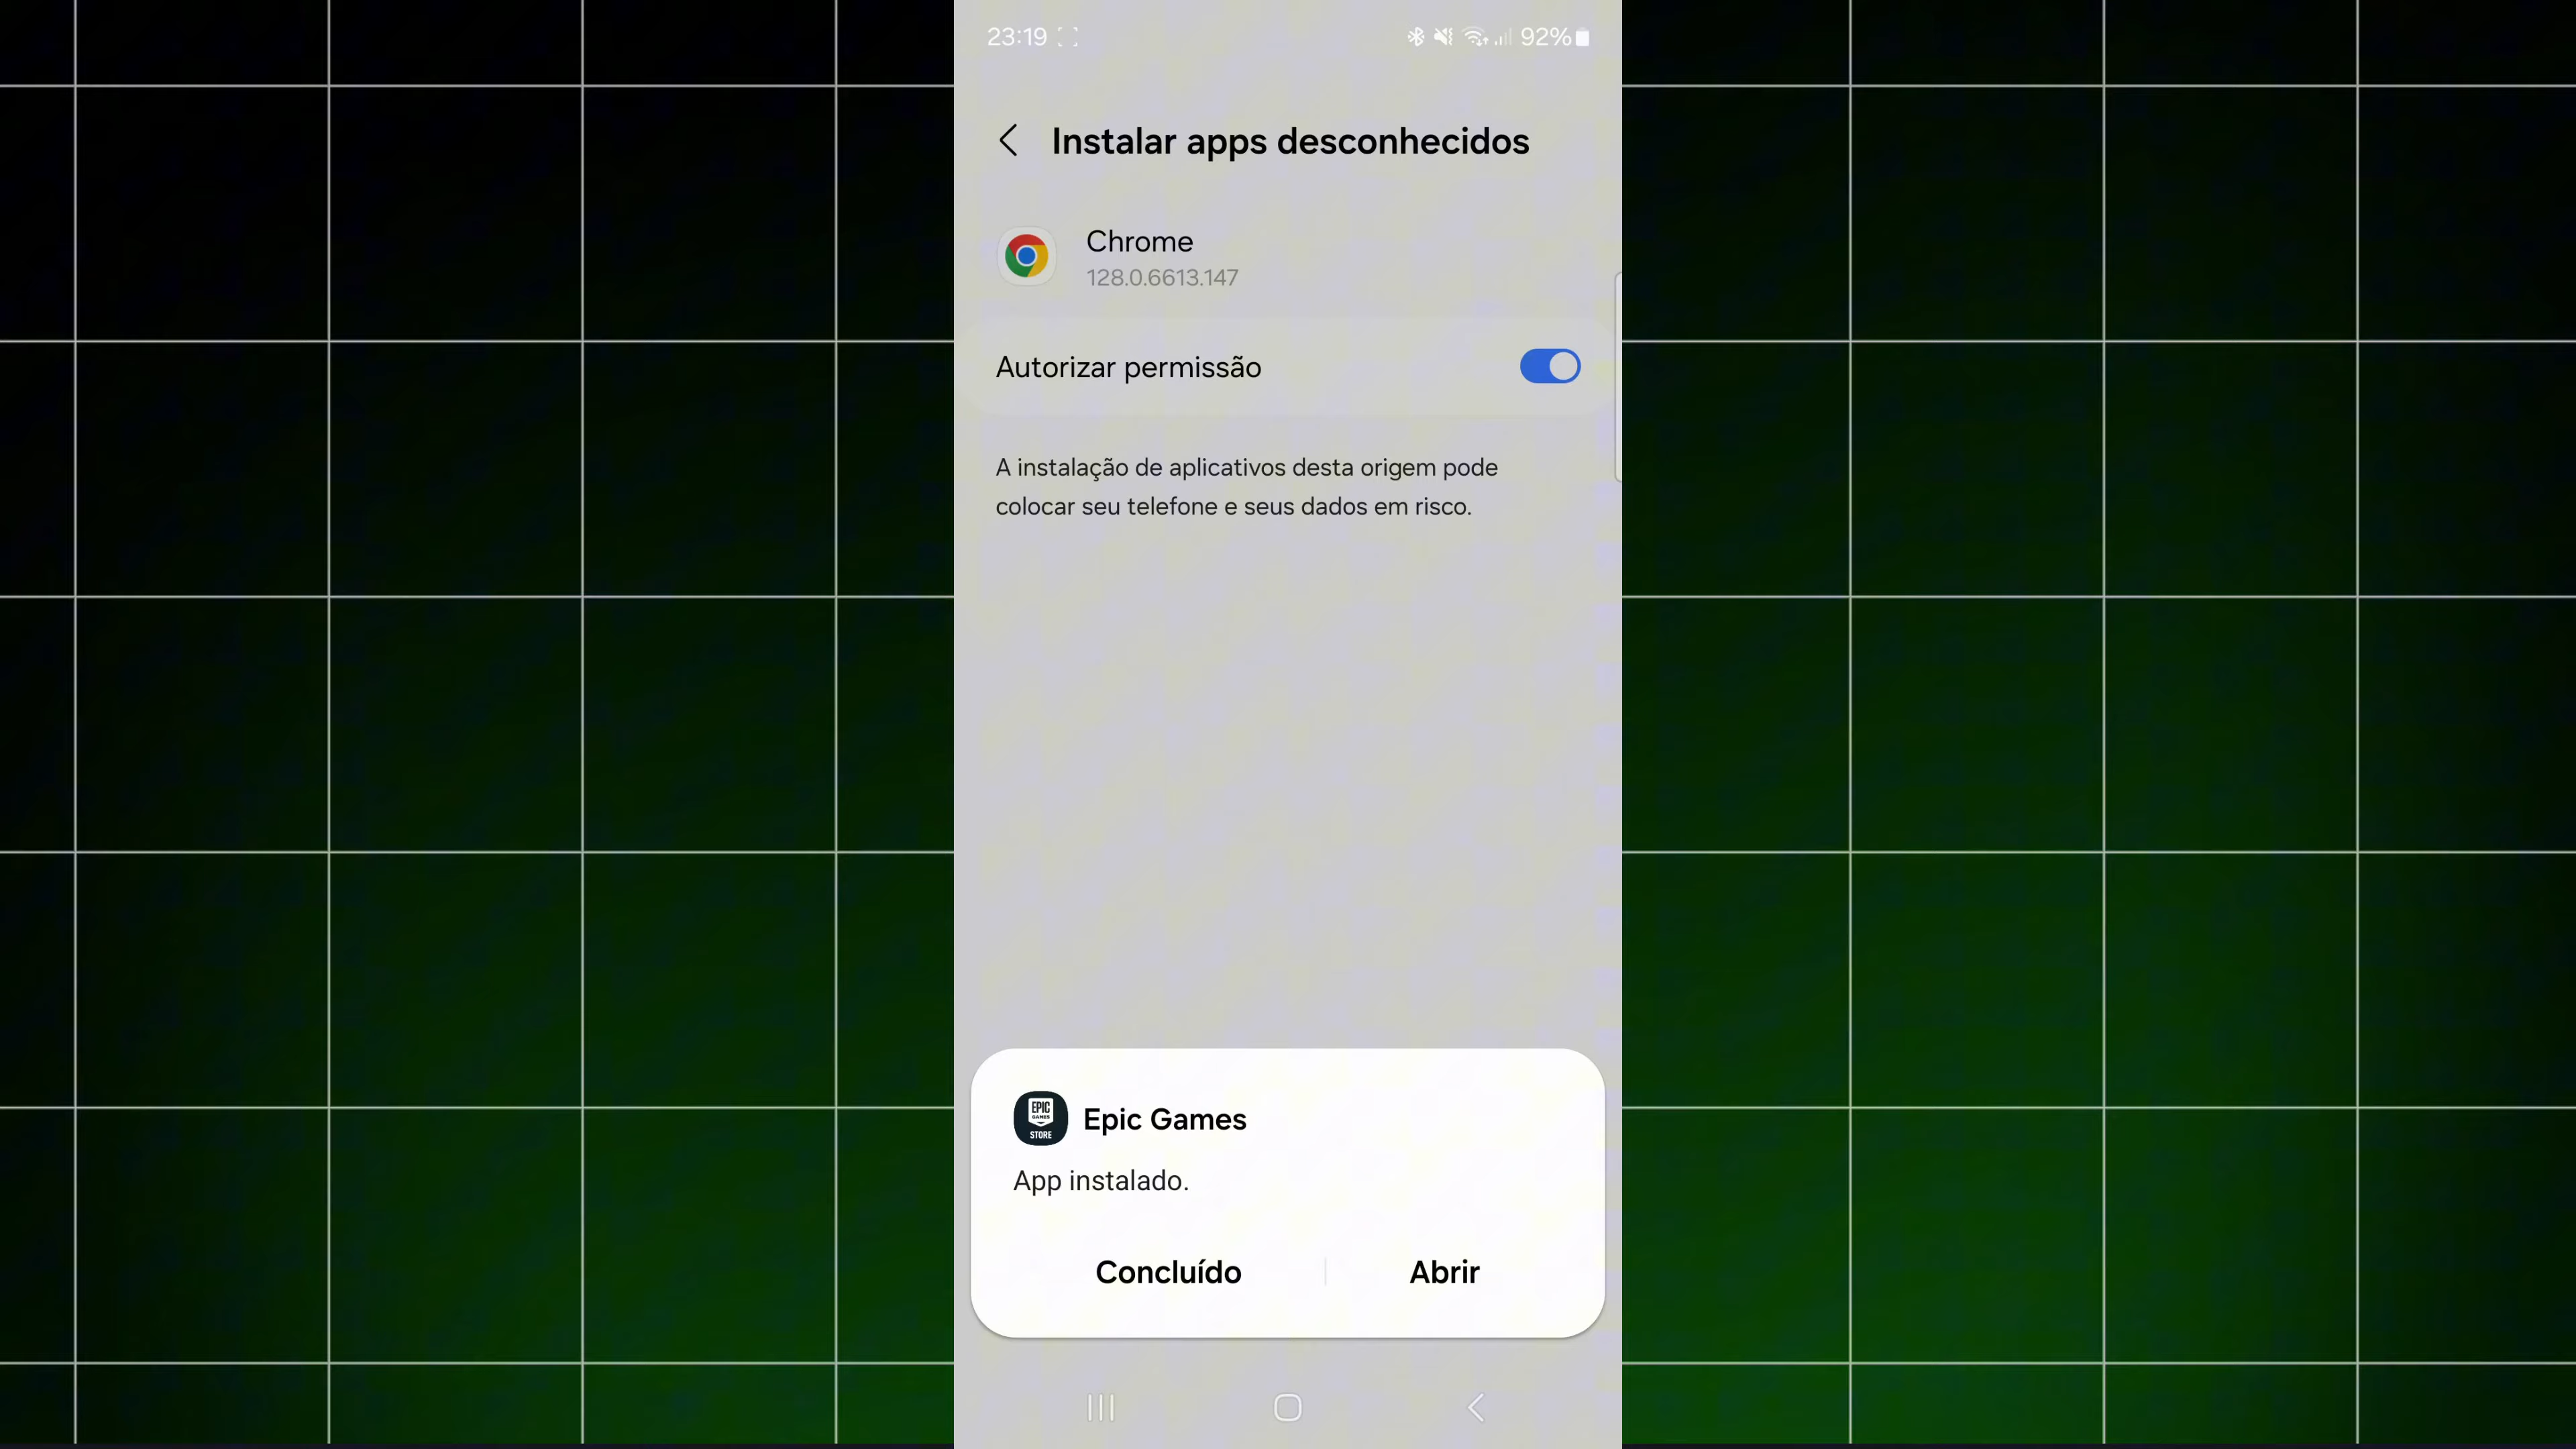 23:19
92%
Instalar apps desconhecidos
Chrome
128.0.6613.147
Autorizar permissão
A instalação de aplicativos desta origem pode
colocar seu telefone e seus dados em risco.
EPIC
GAMES
STORE
Epic Games
App instalado.
Concluído
Abrir